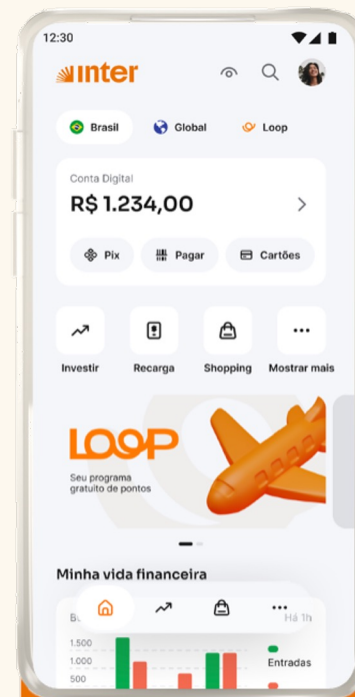 12:30
inter
Brasil
Global
Loop
Conta Digital
R$ 1.234,00
Pix
Pagar
Cartões
Investir
Recarga
Shopping
Mostrar mais
LOOP
Seu programa
gratuito de pontos
Minha vida financeira
Há 1h
1.500
1.000
500
Entradas